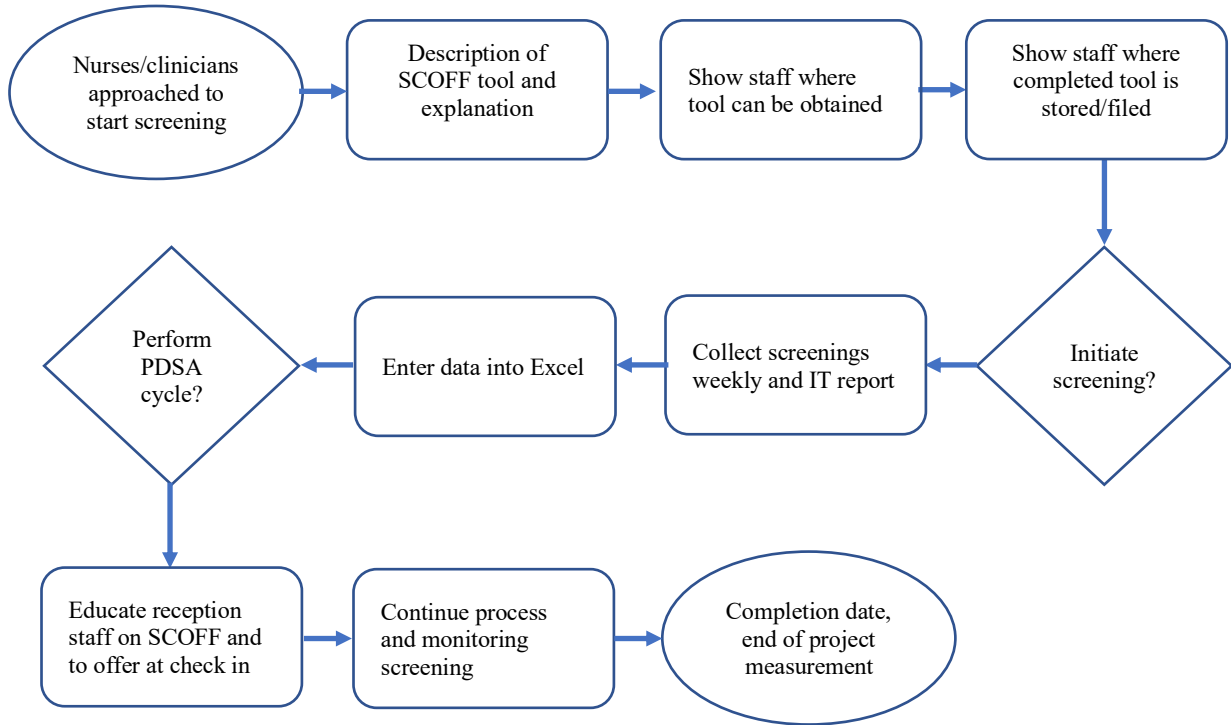 Nurses/clinicians
approached to
start screening
Description of
SCOFF tool and
explanation
Show staff where
tool can be obtained
Show staff where
completed tool is
stored/filed
Initiate
screening?
Collect screenings
weekly and IT report
Enter data into Excel
Perform
PDSA
cycle?
Educate reception
staff on SCOFF and
to offer at check in
Continue process
and monitoring
screening
Completion date,
end of project
measurement